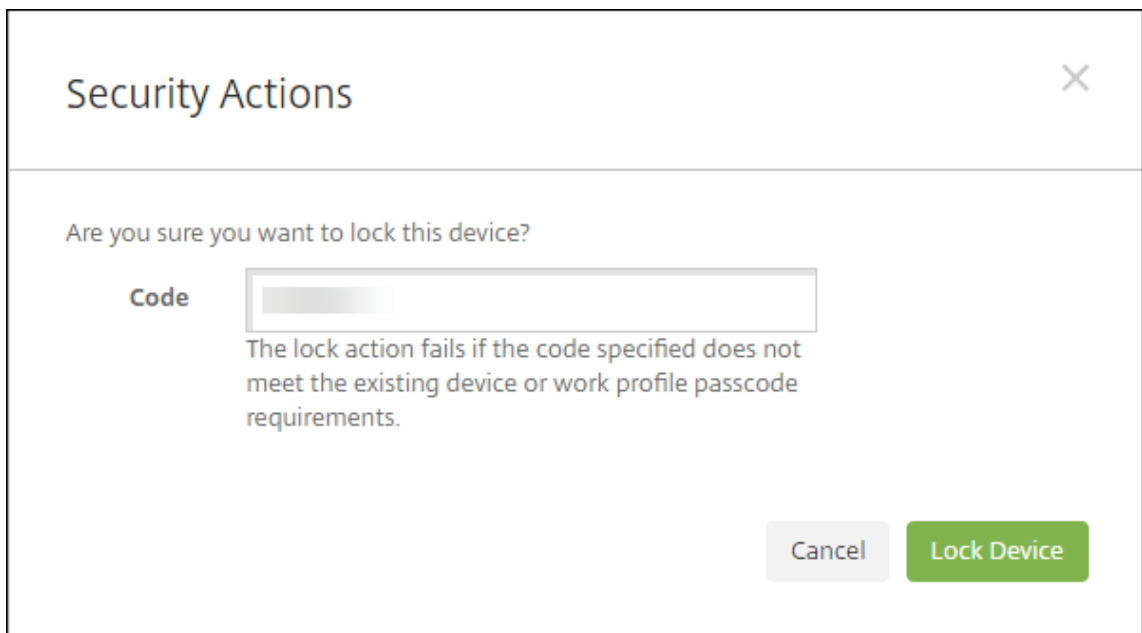 Security Actions
Are you sure you want to lock this device?
Code
The lock action fails if the code specified does not
meet the existing device or work profile passcode
requirements.
Cancel
Lock Device